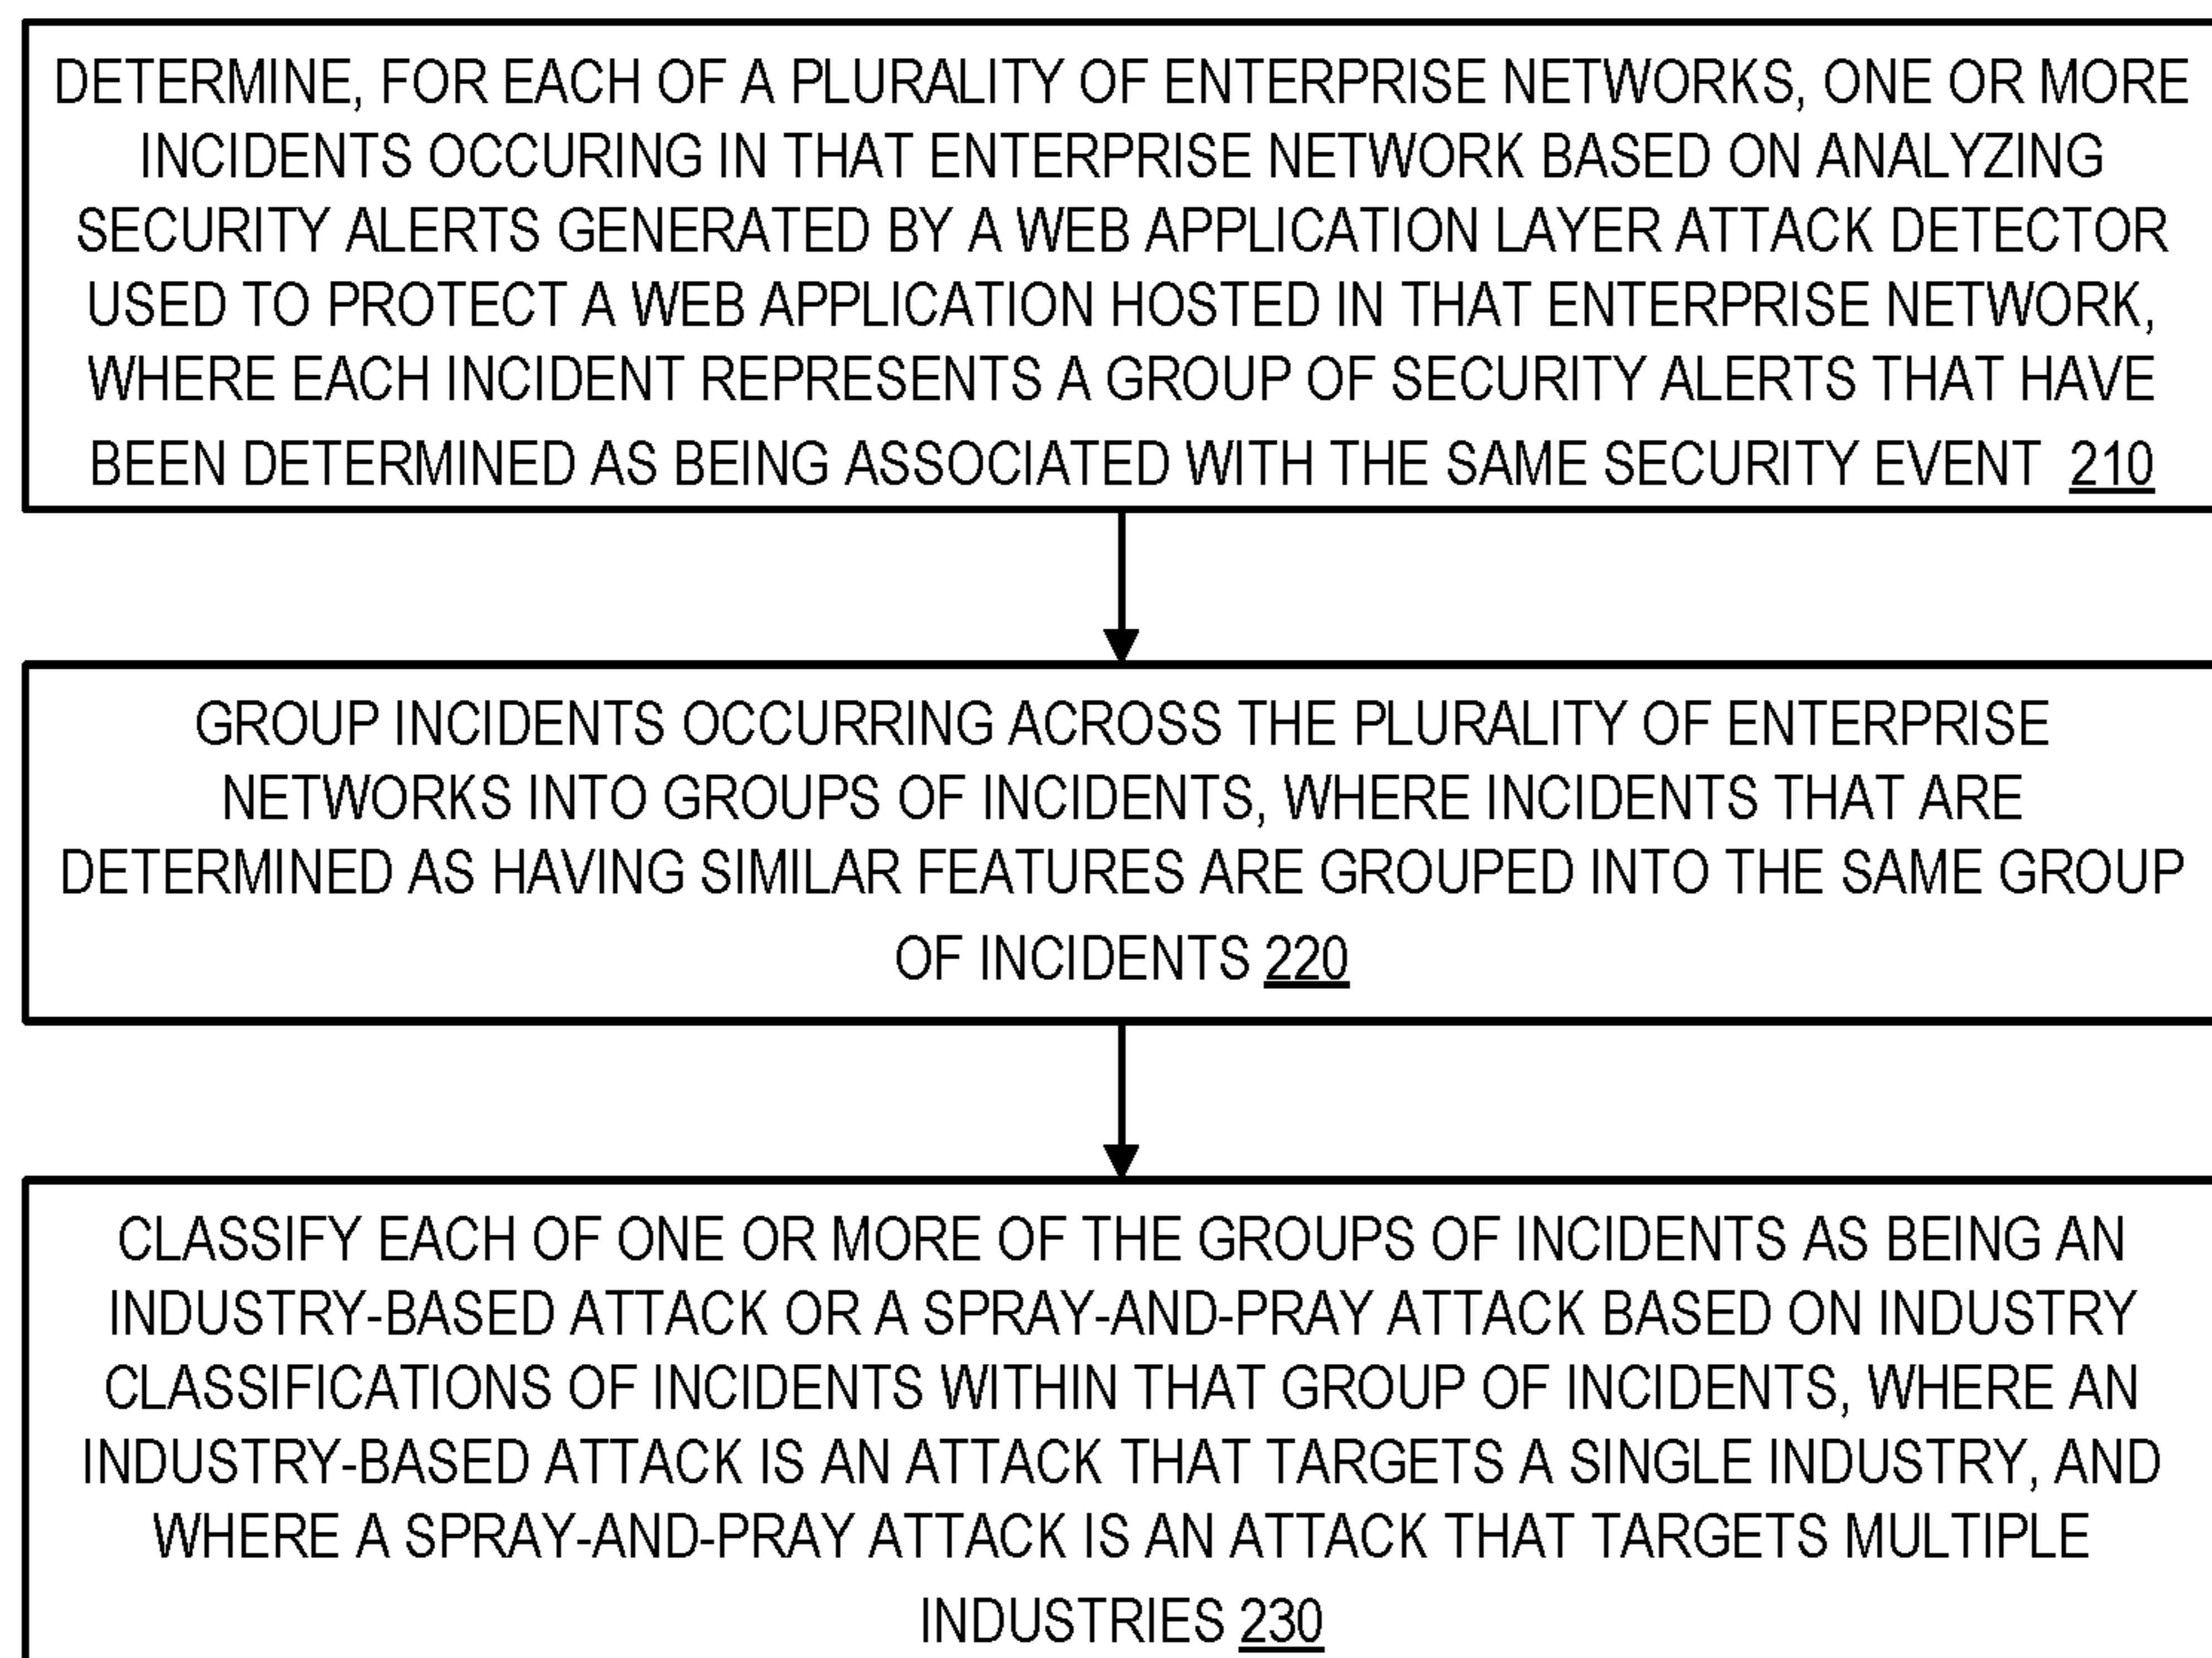 DETERMINE, FOR EACH OF A PLURALITY OF ENTERPRISE NETWORKS, ONE OR MORE
INCIDENTS OCCURING IN THAT ENTERPRISE NETWORK BASED ON ANALYZING
SECURITY ALERTS GENERATED BY A WEB APPLICATION LAYER ATTACK DETECTOR
USED TO PROTECT A WEB APPLICATION HOSTED IN THAT ENTERPRISE NETWORK,
WHERE EACH INCIDENT REPRESENTS A GROUP OF SECURITY ALERTS THAT HAVE
BEEN DETERMINED AS BEING ASSOCIATED WITH THE SAME SECURITY EVENT 210
GROUP INCIDENTS OCCURRING ACROSS THE PLURALITY OF ENTERPRISE
NETWORKS INTO GROUPS OF INCIDENTS, WHERE INCIDENTS THAT ARE
DETERMINED AS HAVING SIMILAR FEATURES ARE GROUPED INTO THE SAME GROUP
OF INCIDENTS 220
CLASSIFY EACH OF ONE OR MORE OF THE GROUPS OF INCIDENTS AS BEING AN
INDUSTRY-BASED ATTACK OR A SPRAY-AND-PRAY ATTACK BASED ON INDUSTRY
CLASSIFICATIONS OF INCIDENTS WITHIN THAT GROUP OF INCIDENTS, WHERE AN
INDUSTRY-BASED ATTACK IS AN ATTACK THAT TARGETS A SINGLE INDUSTRY, AND
WHERE A SPRAY-AND-PRAY ATTACK IS AN ATTACK THAT TARGETS MULTIPLE
INDUSTRIES 230